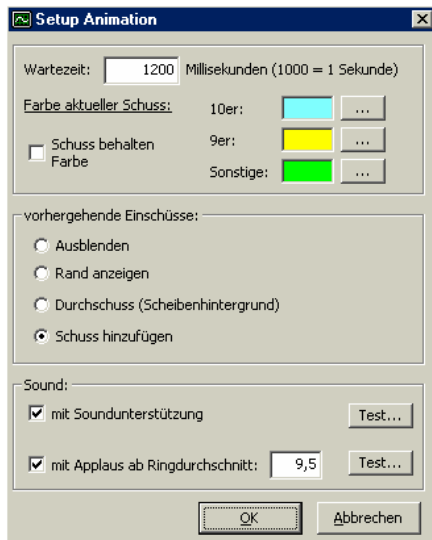 Setup Animation
Wartezeit: 1200 Millisekunden (1000 = 1 Sekunde)
Farbe aktueller Schuss: 10er: ...
Schuss behalten Farbe 9er: ...
Sonstige: ...
vorhergehende Einschüsse:
Ausblenden
Rand anzeigen
Durchschuss (Scheibenhintergrund)
Schuss hinzufügen
Sound:
mit Soundunterstützung Test...
mit Applaus ab Ringdurchschnitt: 9,5 Test...
OK Abbrechen